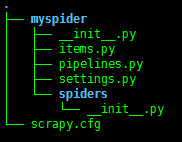 .
├── myspider
│   ├── __init__.py
│   ├── items.py
│   ├── pipelines.py
│   ├── settings.py
│   └── spiders
│       └── __init__.py
└── scrapy.cfg